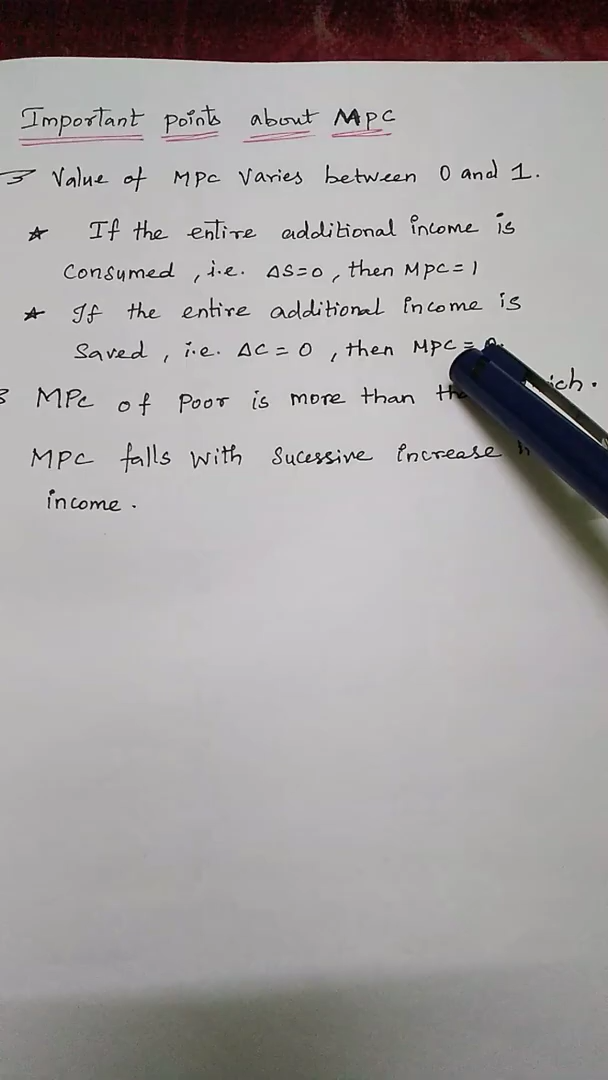 Important points about MPC
Value of MPC varies between 0 and 1.
★ If the entire additional income is
Consumed, i.e. ΔS=0, then MPC=1
★ If the entire additional income is
Saved, i.e. ΔC = 0, then MPC =
MPC of Poor is more than
MPC falls with Sucessive increase
income.